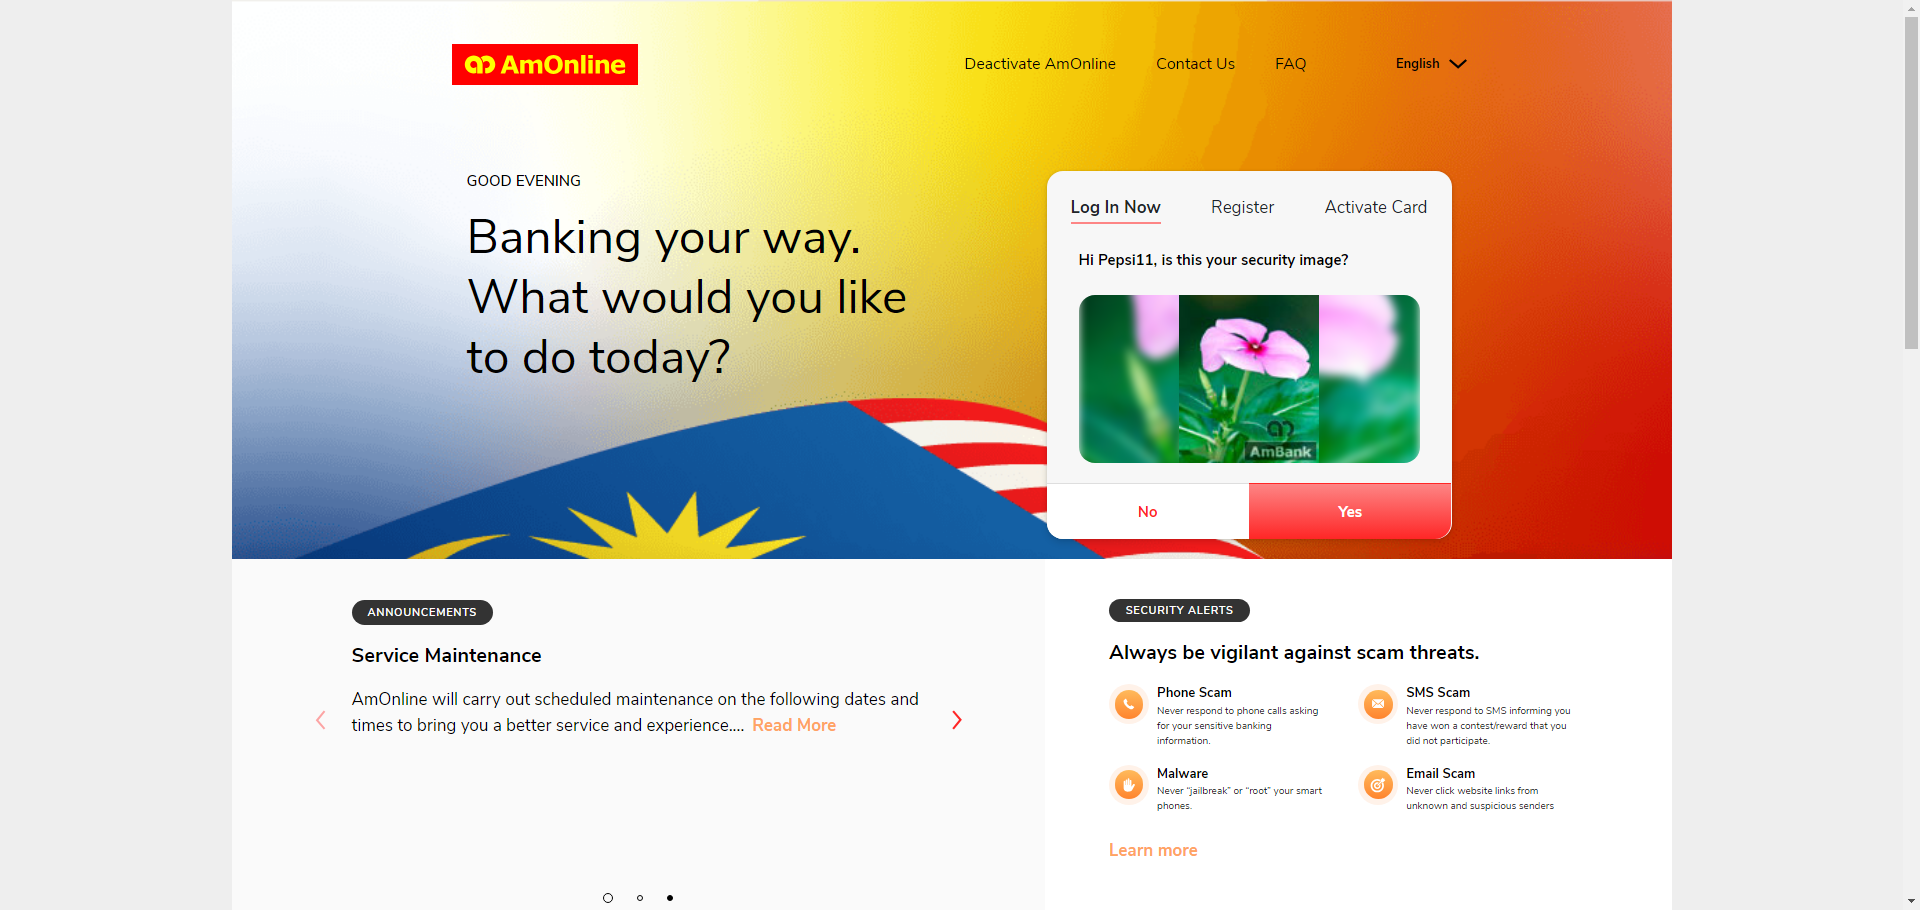 AmOnline
Deactivate AmOnline
Contact Us
FAQ
English
GOOD EVENING
Banking your way.
What would you like
to do today?
Log In Now
Register
Activate Card
Hi Pepsi11, is this your security image?
AmBank
No
Yes
ANNOUNCEMENTS
Service Maintenance
AmOnline will carry out scheduled maintenance on the following dates and
times to bring you a better service and experience.... Read More
SECURITY ALERTS
Always be vigilant against scam threats.
Phone Scam
Never respond to phone calls asking
for your sensitive banking
information.
SMS Scam
Never respond to SMS informing you
have won a contest/reward that you
did not participate.
Malware
Never “jailbreak” or “root” your smart
phones.
Email Scam
Never click website links from
unknown and suspicious senders
Learn more